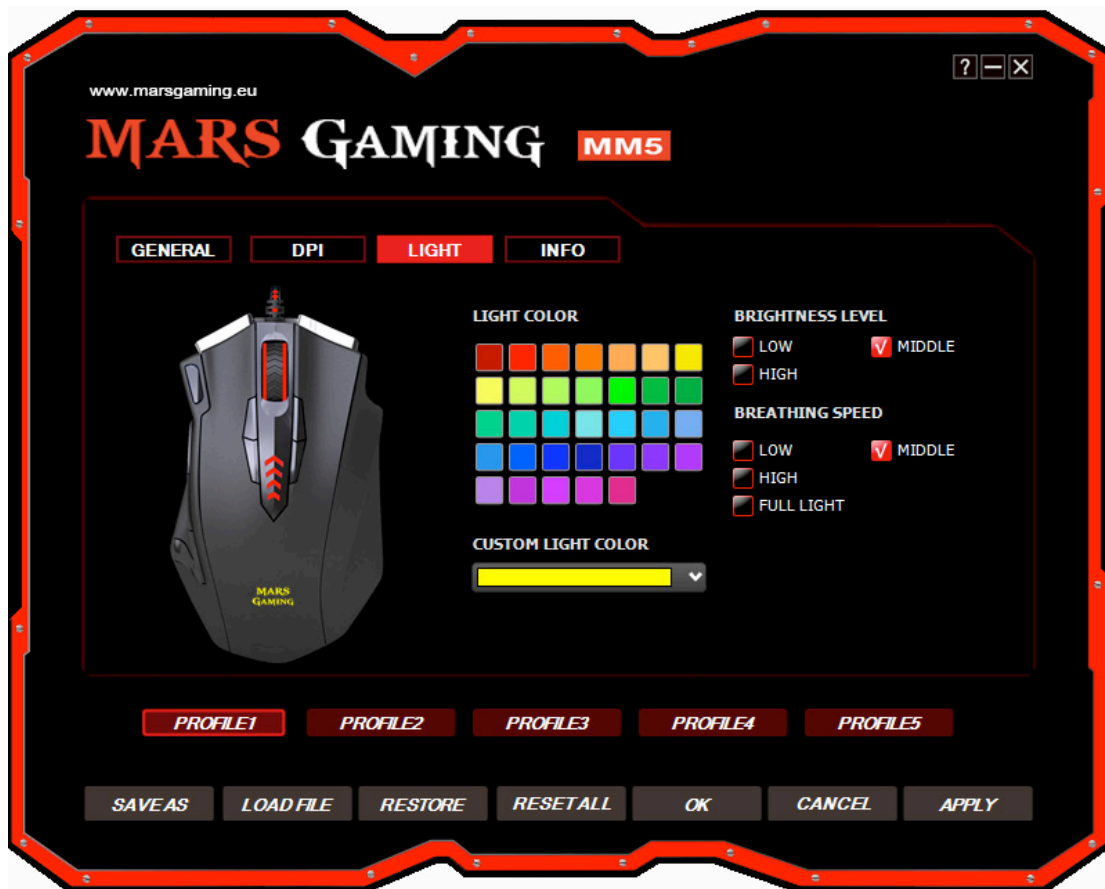 www.marsgaming.eu
MARS GAMING MM5
GENERAL DPI LIGHT INFO
LIGHT COLOR
BRIGHTNESS LEVEL
LOW √ MIDDLE
HIGH
BREATHING SPEED
LOW √ MIDDLE
HIGH
FULL LIGHT
CUSTOM LIGHT COLOR
MARS
GAMING
PROFILE1 PROFILE2 PROFILE3 PROFILE4 PROFILE5
SAVE AS LOAD FILE RESTORE RESET ALL OK CANCEL APPLY